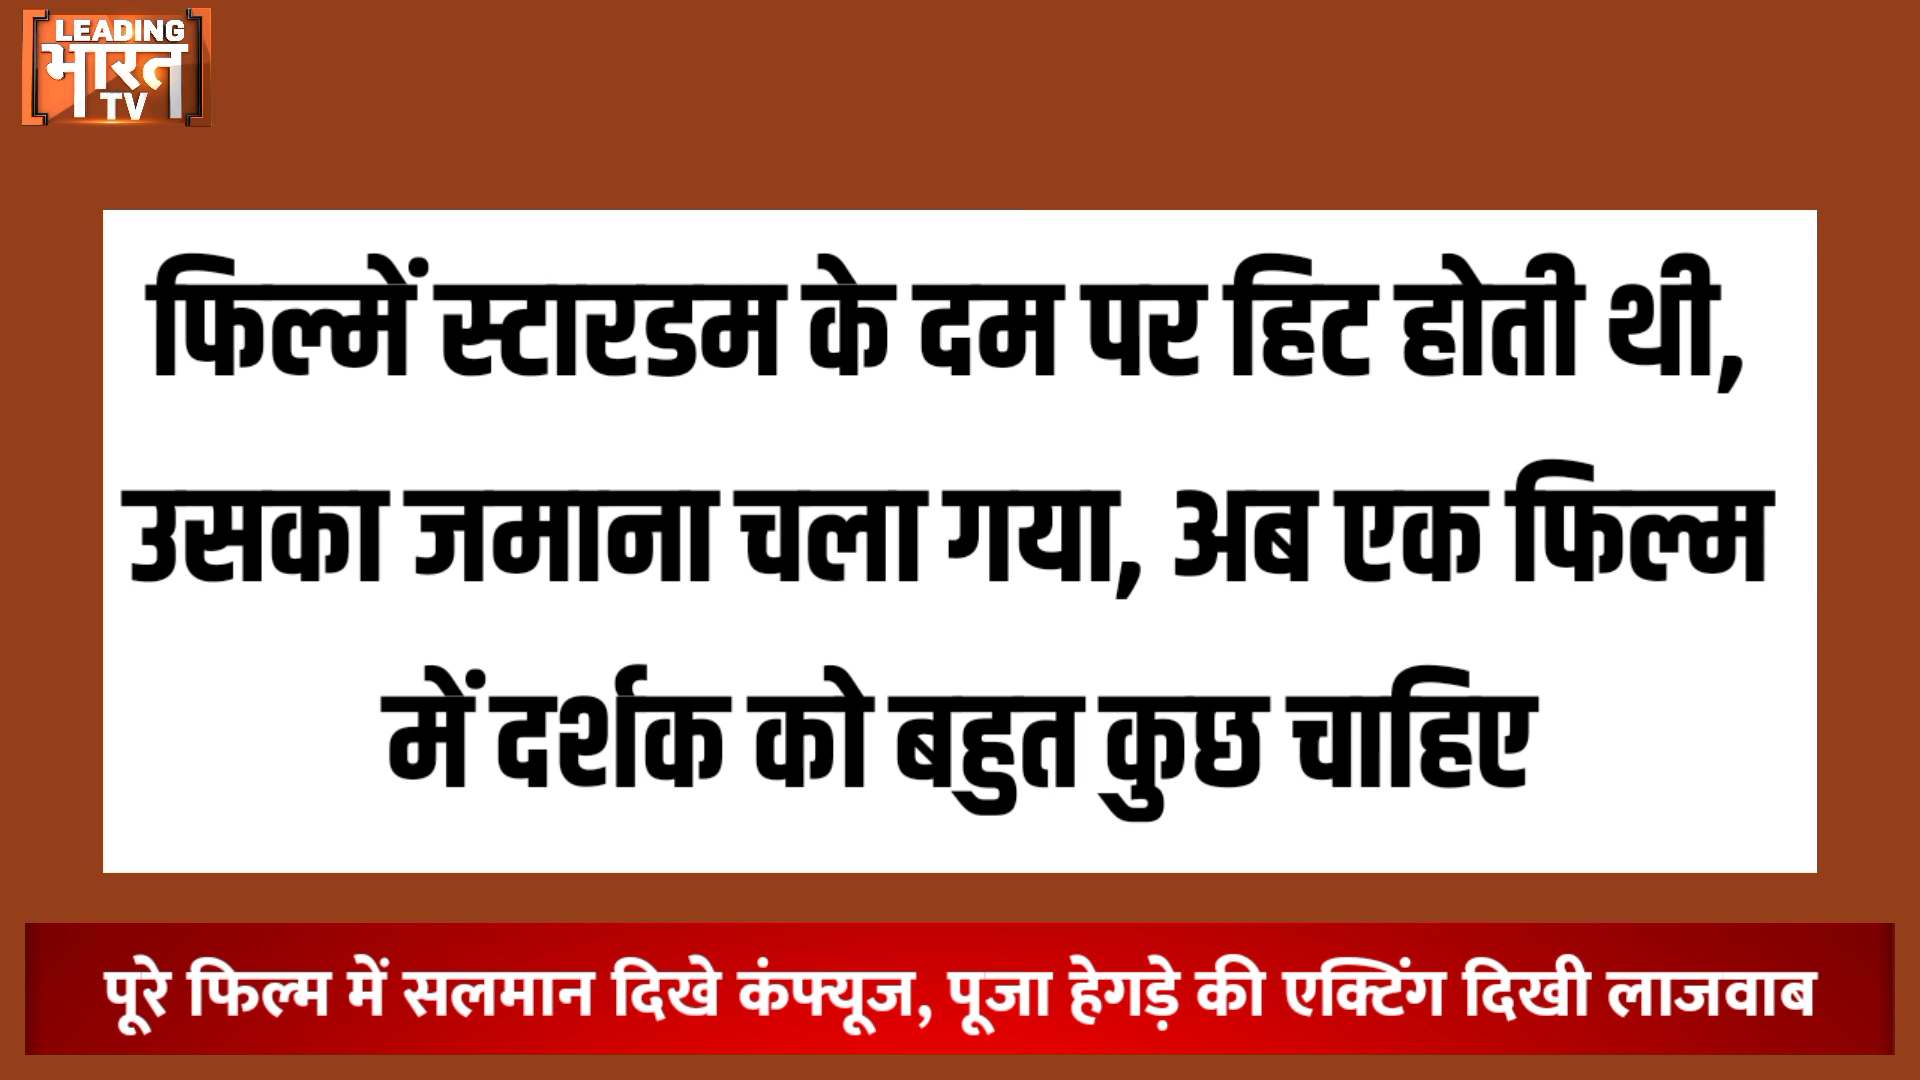 LEADING
भारत
TV
फिल्में स्टारडम के दम पर हिट होती थी,
उसका जमाना चला गया, अब एक फिल्म
में दर्शक को बहुत कुछ चाहिए
पूरे फिल्म में सलमान दिखे कंफ्यूज, पूजा हेगड़े की एक्टिंग दिखी लाजवाब